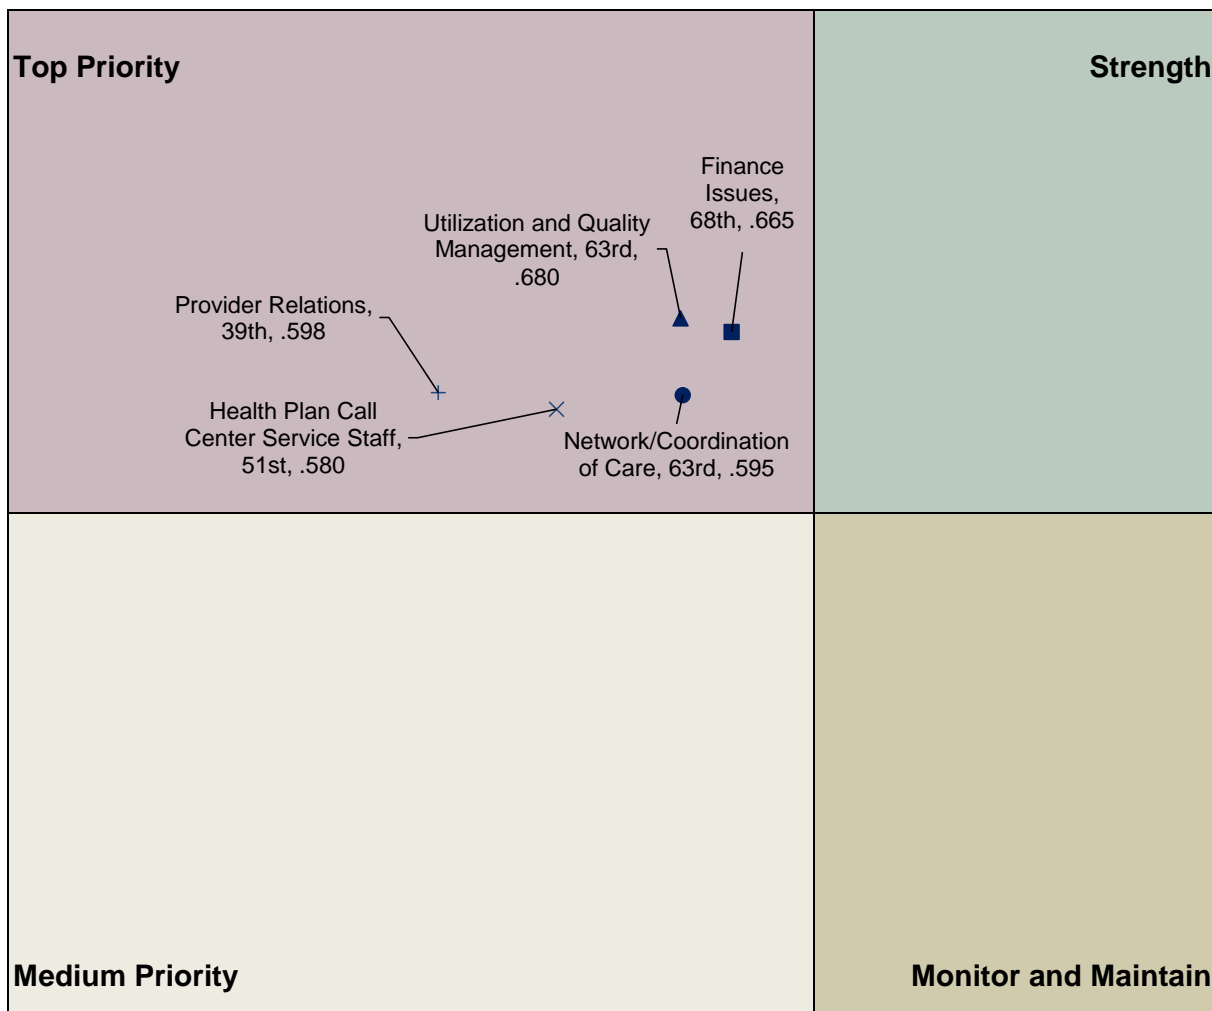 Top Priority
Strength
Finance
Issues,
68th, .665
Utilization and Quality
Management, 63rd,
.680
Provider Relations,
39th, .598
Health Plan Call
Center Service Staff,
51st, .580
Network/Coordination
of Care, 63rd, .595
Medium Priority
Monitor and Maintain